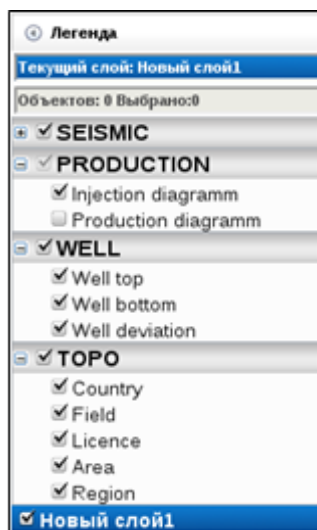 Легенда
Текущий слой: Новый слой1
Объектов: 0 Выбрано:0
SEISMIC
PRODUCTION
Injection diagramm
Production diagramm
WELL
Well top
Well bottom
Well deviation
TOPO
Country
Field
Licence
Area
Region
Новый слой1